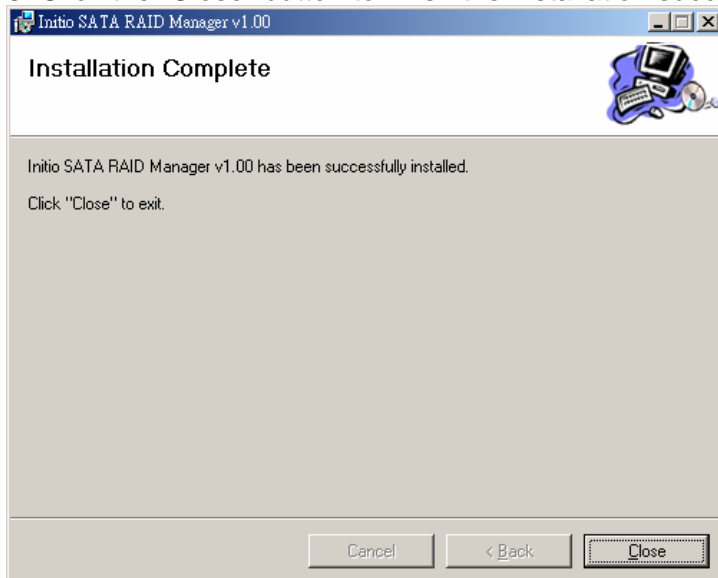 Initio SATA RAID Manager v1.00
Installation Complete
Initio SATA RAID Manager v1.00 has been successfully installed.
Click "Close" to exit.
Cancel
< Back
Close